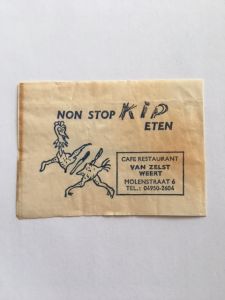 NON STOP KIP
ETEN
CAFE RESTAURANT
VAN ZELST
WEERT
MOLENSTRAAT 6
TEL.: 04950-2604